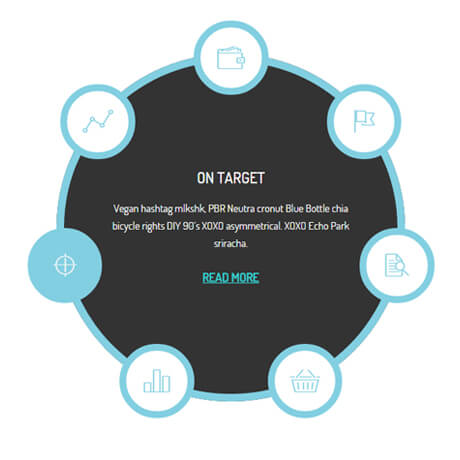 ON TARGET
Vegan hashtag mlkshk, PBR Neutra cronut Blue Bottle chia
bicycle rights DIY 90's XOXO asymmetrical. XOXO Echo Park
sriracha.
READ MORE